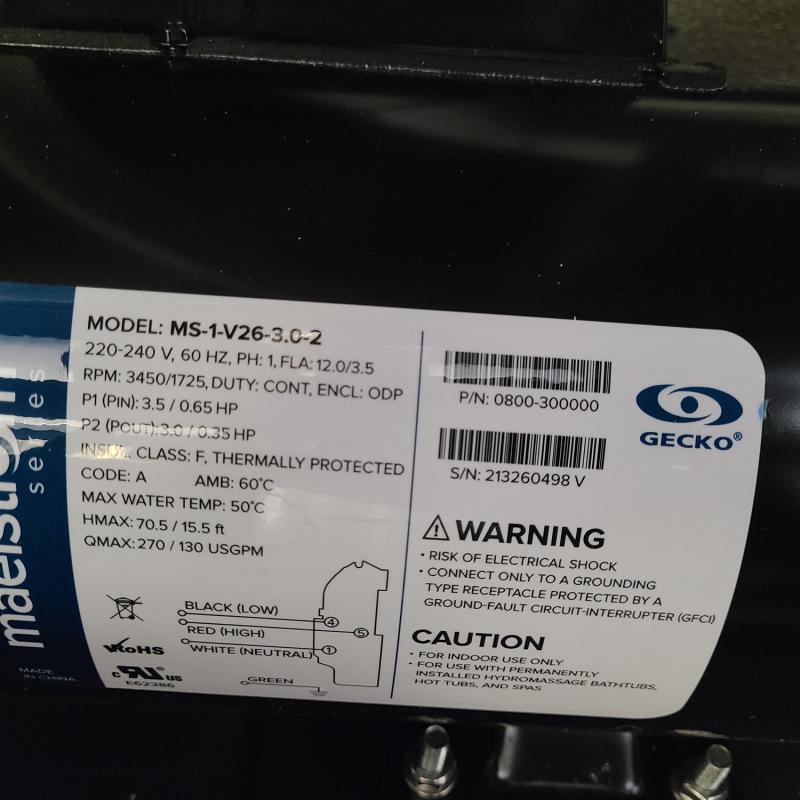 maelstrom
series
MADE
IN CHINA
MODEL: MS-1-V26-3.0-2
220-240 V, 60 HZ, PH: 1, FLA: 12.0/3.5
RPM: 3450/1725, DUTY: CONT, ENCL: ODP
P1 (PIN): 3.5 / 0.65 HP
P2 (POUT): 3.0 / 0.35 HP
INSUL. CLASS: F, THERMALLY PROTECTED
CODE: A AMB: 60°C
MAX WATER TEMP: 50°C
HMAX: 70.5 / 15.5 ft
QMAX: 270 / 130 USGPM
BLACK (LOW)
4
RED (HIGH)
5
WHITE (NEUTRAL)
1
GREEN
RoHS
c RU us
E62386
P/N: 0800-300000
S/N: 213260498 V
GECKO®
WARNING
• RISK OF ELECTRICAL SHOCK
• CONNECT ONLY TO A GROUNDING
TYPE RECEPTACLE PROTECTED BY A
GROUND-FAULT CIRCUIT-INTERRUPTER (GFCI)
CAUTION
• FOR INDOOR USE ONLY
• FOR USE WITH PERMANENTLY
INSTALLED HYDROMASSAGE BATHTUBS,
HOT TUBS, AND SPAS